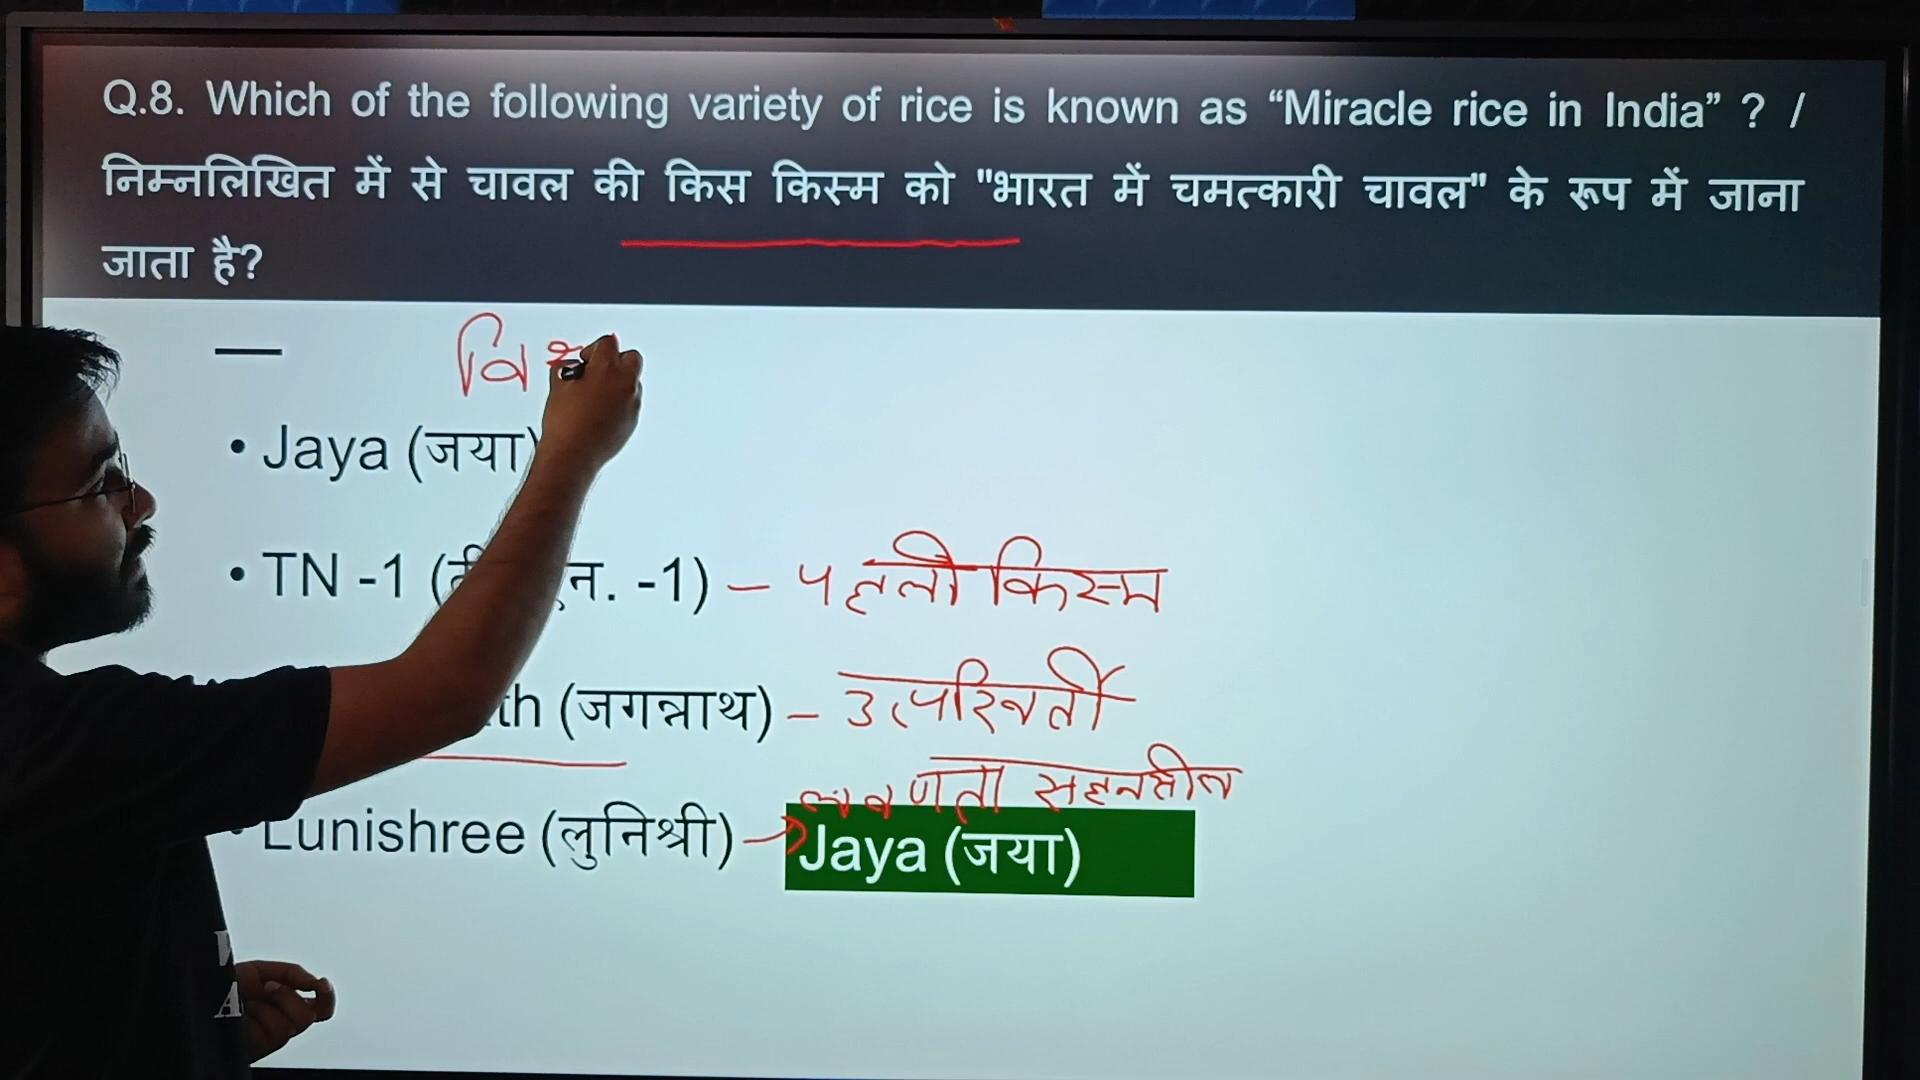 Q.8. Which of the following variety of rice is known as “Miracle rice in India” ? /
निम्नलिखित में से चावल की किस किस्म को "भारत में चमत्कारी चावल" के रूप में जाना
जाता है?
• Jaya (जया)
• TN -1 ( न. -1) – पहली किस्म
th (जगन्नाथ) – उत्परिवर्ती
लवणता सहनशील
• Lunishree (लुनिश्री)
Jaya (जया)